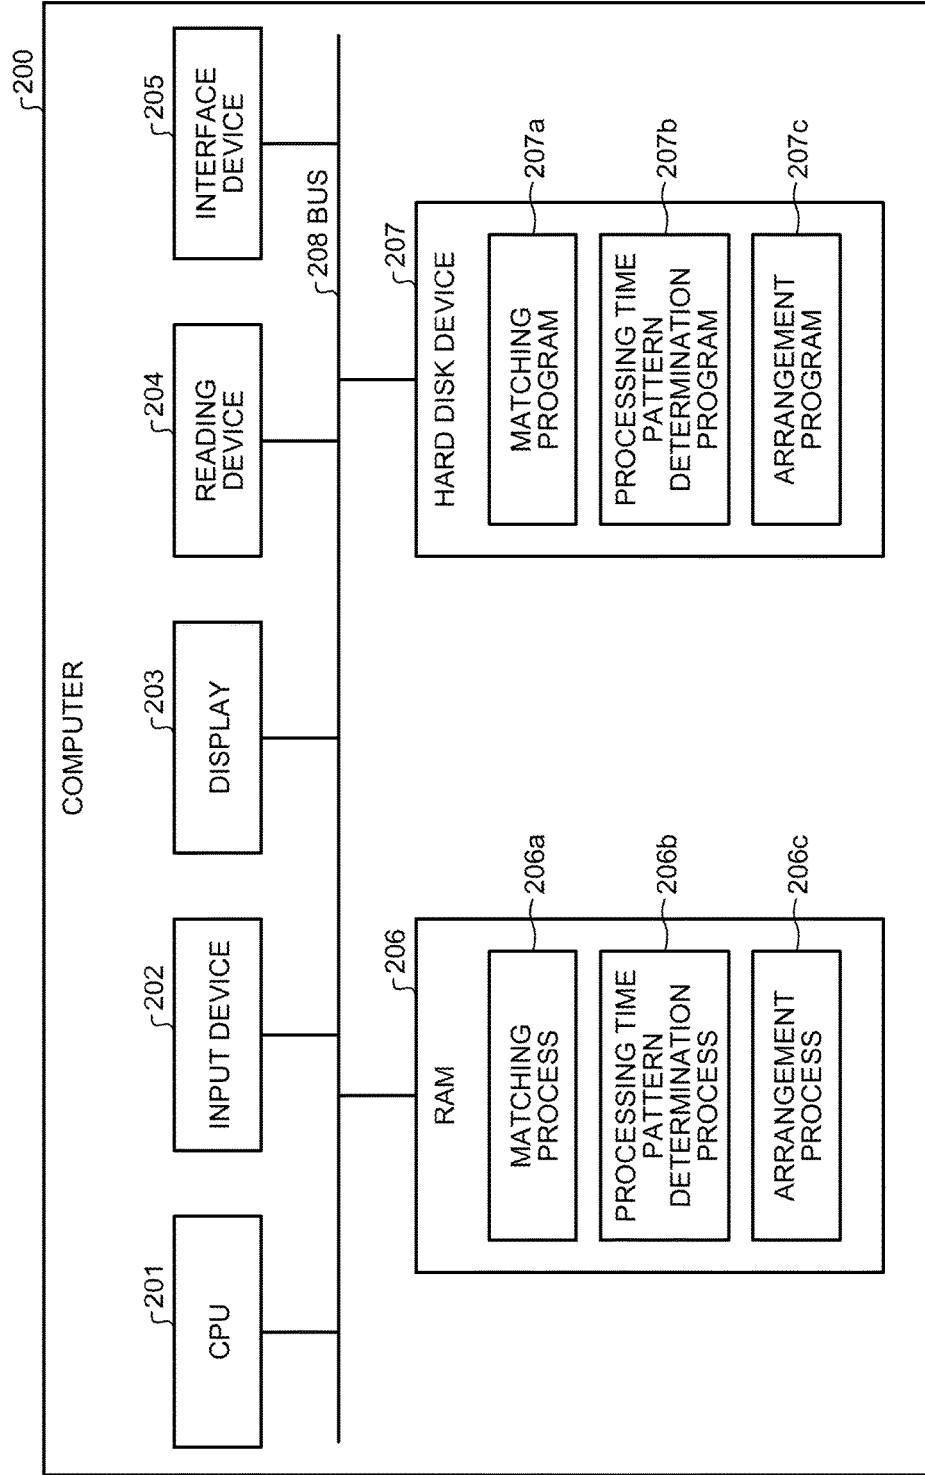 200
COMPUTER
201
CPU
202
INPUT DEVICE
203
DISPLAY
204
READING
DEVICE
205
INTERFACE
DEVICE
208 BUS
206
RAM
MATCHING
PROCESS
206a
PROCESSING TIME
PATTERN
DETERMINATION
PROCESS
206b
ARRANGEMENT
PROCESS
206c
207
HARD DISK DEVICE
MATCHING
PROGRAM
207a
PROCESSING TIME
PATTERN
DETERMINATION
PROGRAM
207b
ARRANGEMENT
PROGRAM
207c